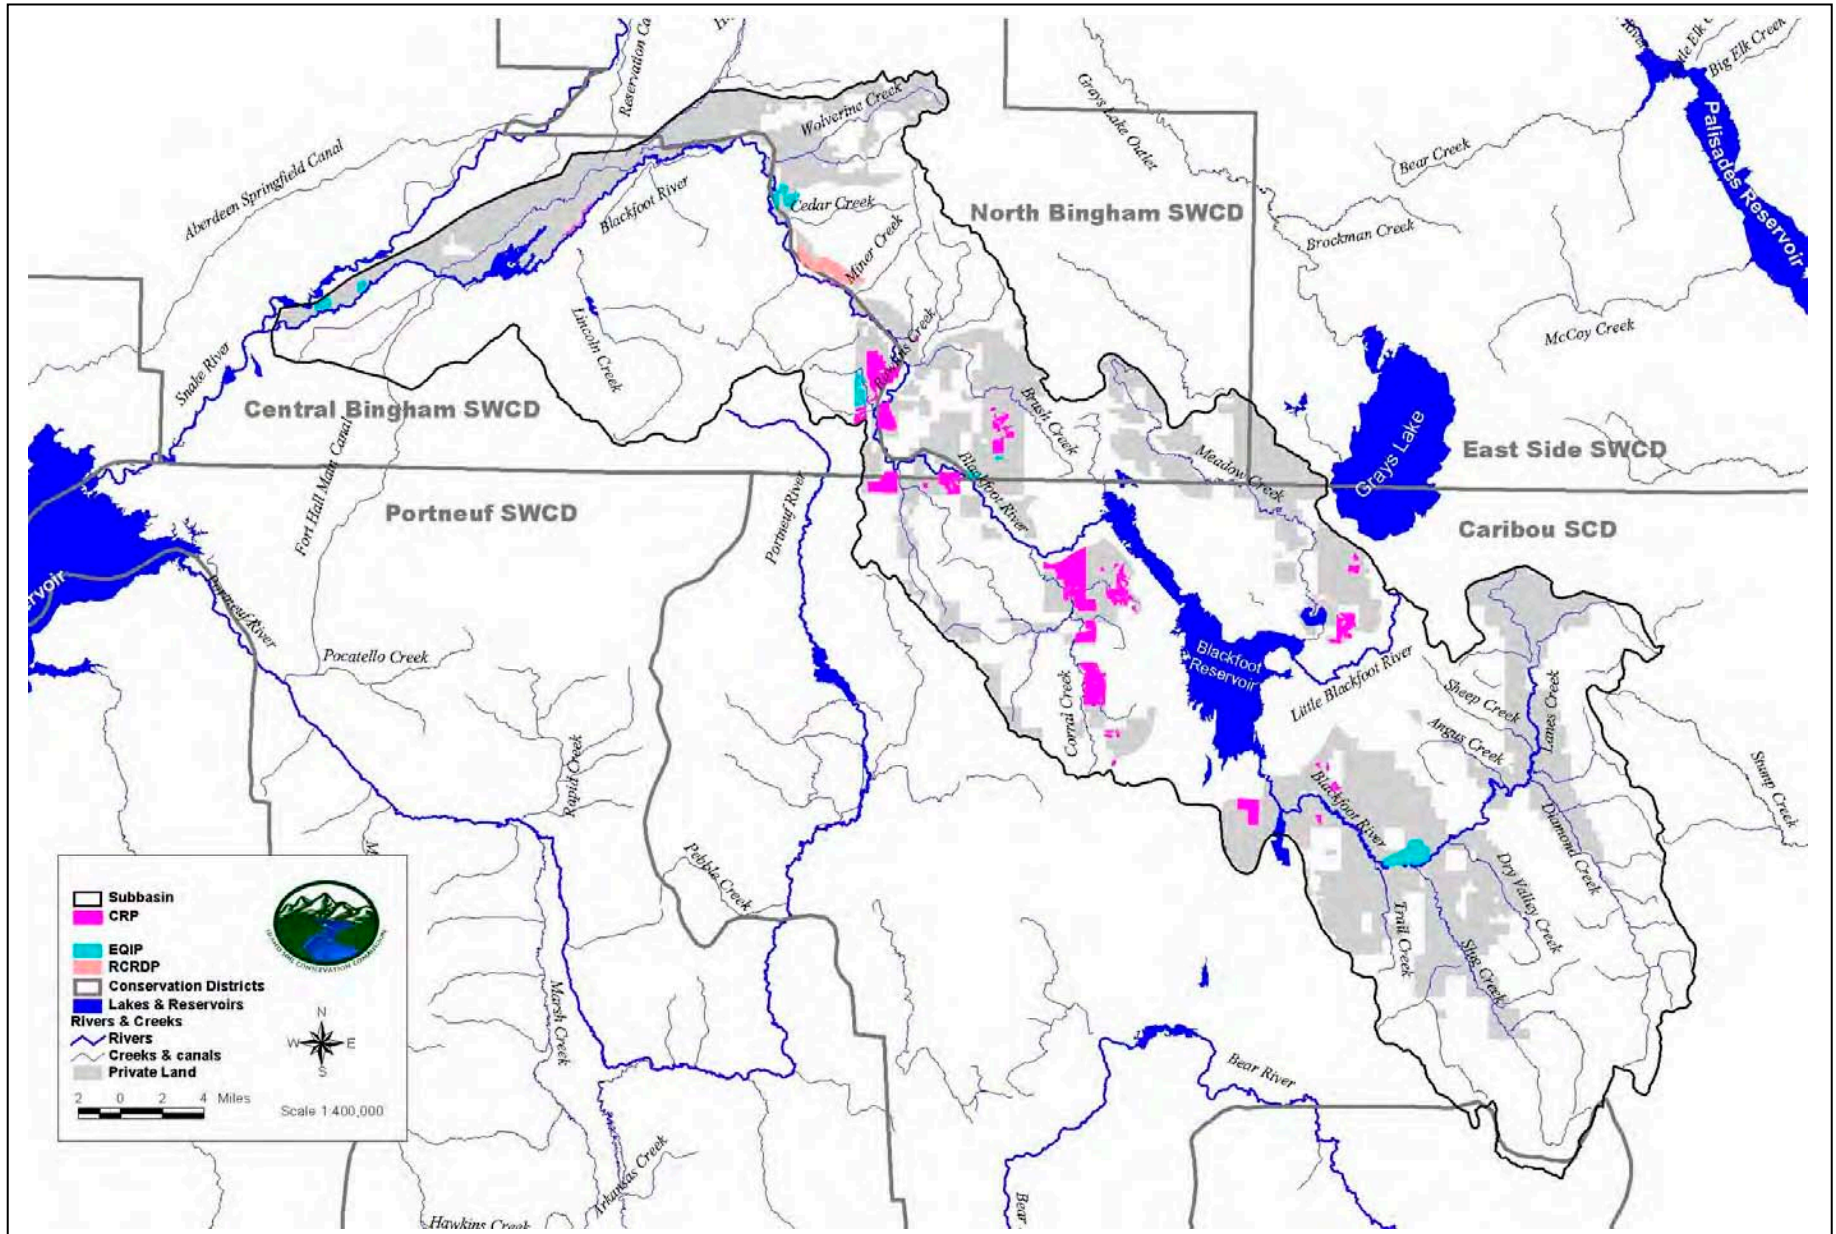 Reservation Ca
Wolverine Creek
Grays Lake Outlet
Big Elk Creek
Palisades Reservoir
Bear Creek
Aberdeen Springfield Canal
Blackfoot River
Cedar Creek
North Bingham SWCD
Brockman Creek
Miner Creek
McCoy Creek
Lincoln Creek
Snake River
Central Bingham SWCD
Brush Creek
Meadow Creek
Grays Lake
East Side SWCD
Fort Hall Main Canal
Blackfoot River
Portneuf River
Portneuf SWCD
Caribou SCD
ervoir
Portneuf River
Pocatello Creek
Blackfoot
Reservoir
Little Blackfoot River
Corral Creek
Sheep Creek
Lanes Creek
Angus Creek
Rapid Creek
Stump Creek
Blackfoot River
Diamond Creek
Pebble Creek
Dry Valley Creek
Trail Creek
Slug Creek
Marsh Creek
Bear River
Arkansas Creek
Hawkins Creek
Bear
Subbasin
CRP
EQIP
RCRDP
Conservation Districts
Lakes & Reservoirs
Rivers & Creeks
Rivers
Creeks & canals
Private Land
2 0 2 4 Miles
IDAHO SOIL CONSERVATION COMMISSION
N
W E
S
Scale 1:400,000